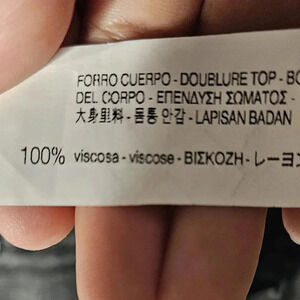 FORRO CUERPO - DOUBLURE TOP - BO
DEL CORPO - ΕΠΕΝΔΥΣΗ ΣΩΜΑΤΟΣ -
大身里料 - 몸통 안감 - LAPISAN BADAN
100% viscosa - viscose - ΒΙΣΚΟΖΗ - レーヨン